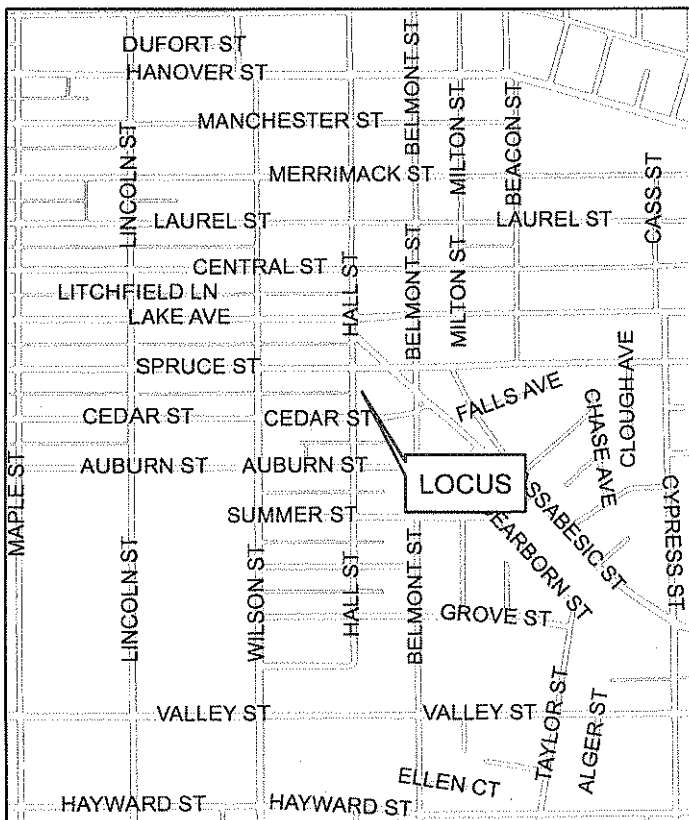 DUFORT ST
HANOVER ST
BELMONT ST
MANCHESTER ST
LINCOLN ST
MILTON ST
BEACON ST
MERRIMACK ST
CASS ST
LAUREL ST
LAUREL ST
CENTRAL ST
HALL ST
BELMONT ST
MILTON ST
LITCHFIELD LN
LAKE AVE
SPRUCE ST
FALLS AVE
CLOUGH AVE
CHASE AVE
CEDAR ST
CEDAR ST
MAPLE ST
AUBURN ST
AUBURN ST
LOCUS
SSABESIC ST
CYPRESS ST
SUMMER ST
EARBORN ST
LINCOLN ST
WILSON ST
HALL ST
BELMONT ST
GROVE ST
VALLEY ST
VALLEY ST
TAYLOR ST
ALGER ST
ELLEN CT
HAYWARD ST
HAYWARD ST